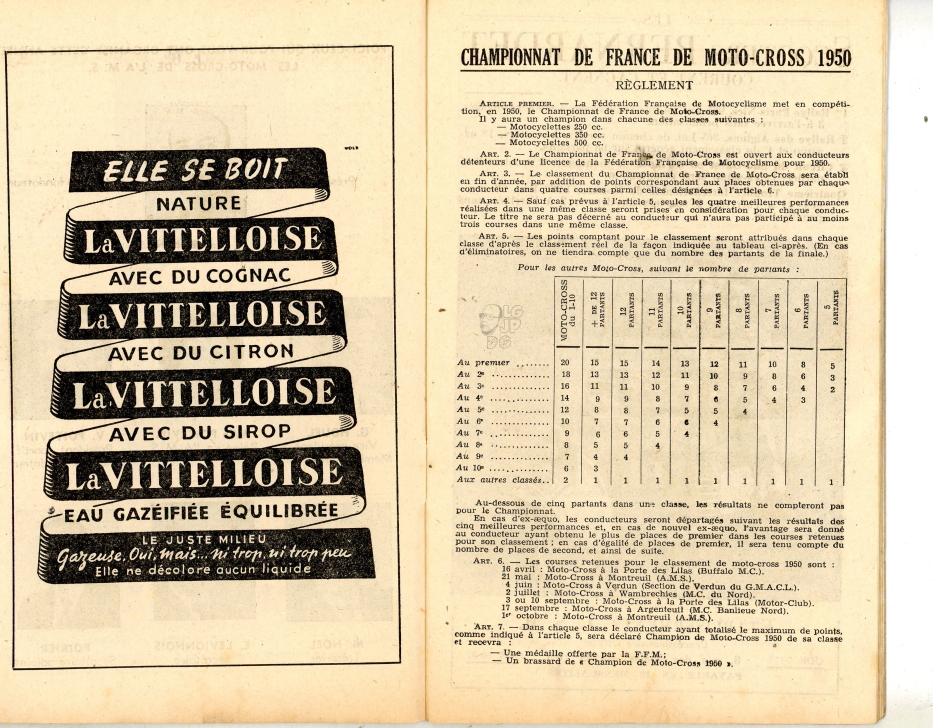 WOLS
ELLE SE BOIT
NATURE
LaVITTELLOISE
AVEC DU COGNAC
LaVITTELLOISE
AVEC DU CITRON
LaVITTELLOISE
AVEC DU SIROP
LaVITTELLOISE
EAU GAZÉIFIÉE ÉQUILIBRÉE
LE JUSTE MILIEU
Gazeuse. Oui, mais... ni trop, ni trop peu
Elle ne décolore aucun liquide
CHAMPIONNAT DE FRANCE DE MOTO-CROSS 1950
RÈGLEMENT
ARTICLE PREMIER. — La Fédération Française de Motocyclisme met en compéti-
tion, en 1950, le Championnat de France de Moto-Cross.
Il y aura un champion dans chacune des classes suivantes :
— Motocyclettes 250 cc.
— Motocyclettes 350 cc.
— Motocyclettes 500 cc.
ART. 2. — Le Championnat de France de Moto-Cross est ouvert aux conducteurs
détenteurs d'une licence de la Fédération Française de Motocyclisme pour 1950.
ART. 3. — Le classement du Championnat de France de Moto-Cross sera établi
en fin d'année, par addition de points correspondant aux places obtenues par chaque
conducteur dans quatre courses parmi celles désignées à l'article 6.
ART. 4. — Sauf cas prévus à l'article 5, seules les quatre meilleures performances
réalisées dans une même classe seront prises en considération pour chaque conduc-
teur. Le titre ne sera pas décerné au conducteur qui n'aura pas participé à au moins
trois courses dans une même classe.
ART. 5. — Les points comptant pour le classement seront attribués dans chaque
classe d'après le classement réel de la façon indiquée au tableau ci-après. (En cas
d'éliminatoires, on ne tiendra compte que du nombre des partants de la finale.)
Pour les autres Moto-Cross, suivant le nombre de partants :
MOTO-CROSS du 1-10 | + DE 12 PARTANTS | 12 PARTANTS | 11 PARTANTS | 10 PARTANTS | 9 PARTANTS | 8 PARTANTS | 7 PARTANTS | 6 PARTANTS | 5 PARTANTS
Au premier ........ 20 15 15 14 13 12 11 10 8 5
Au 2e .............. 18 13 13 12 11 10 9 8 6 3
Au 3e .............. 16 11 11 10 9 8 7 6 4 2
Au 4e .............. 14 9 9 8 7 6 5 4 3
Au 5e .............. 12 8 8 7 5 5 4
Au 6e .............. 10 7 7 6 6 4
Au 7e .............. 9 6 6 5 4
Au 8e .............. 8 5 5 4
Au 9e .............. 7 4 4
Au 10e ............. 6 3
Aux autres classés.. 2 1 1 1 1 1 1 1 1 1
Au-dessous de cinq partants dans une classe, les résultats ne compteront pas
pour le Championnat.
En cas d'ex-æquo, les conducteurs seront départagés suivant les résultats des
cinq meilleures performances et, en cas de nouvel ex-æquo, l'avantage sera donné
au conducteur ayant obtenu le plus de places de premier dans les courses retenues
pour son classement ; en cas d'égalité de places de premier, il sera tenu compte du
nombre de places de second, et ainsi de suite.
ART. 6. — Les courses retenues pour le classement de moto-cross 1950 sont :
16 avril : Moto-Cross à la Porte des Lilas (Buffalo M.C.).
21 mai : Moto-Cross à Montreuil (A.M.S.).
4 juin : Moto-Cross à Verdun (Section de Verdun du G.M.A.C.L.).
2 juillet : Moto-Cross à Wambrechies (M.C. du Nord).
3 ou 10 septembre : Moto-Cross à la Porte des Lilas (Motor-Club).
17 septembre : Moto-Cross à Argenteuil (M.C. Banlieue Nord).
1er octobre : Moto-Cross à Montreuil (A.M.S.).
ART. 7. — Dans chaque classe le conducteur ayant totalisé le maximum de points,
comme indiqué à l'article 5, sera déclaré Champion de Moto-Cross 1950 de sa classe
et recevra :
— Une médaille offerte par la F.F.M.;
— Un brassard de « Champion de Moto-Cross 1950 ».